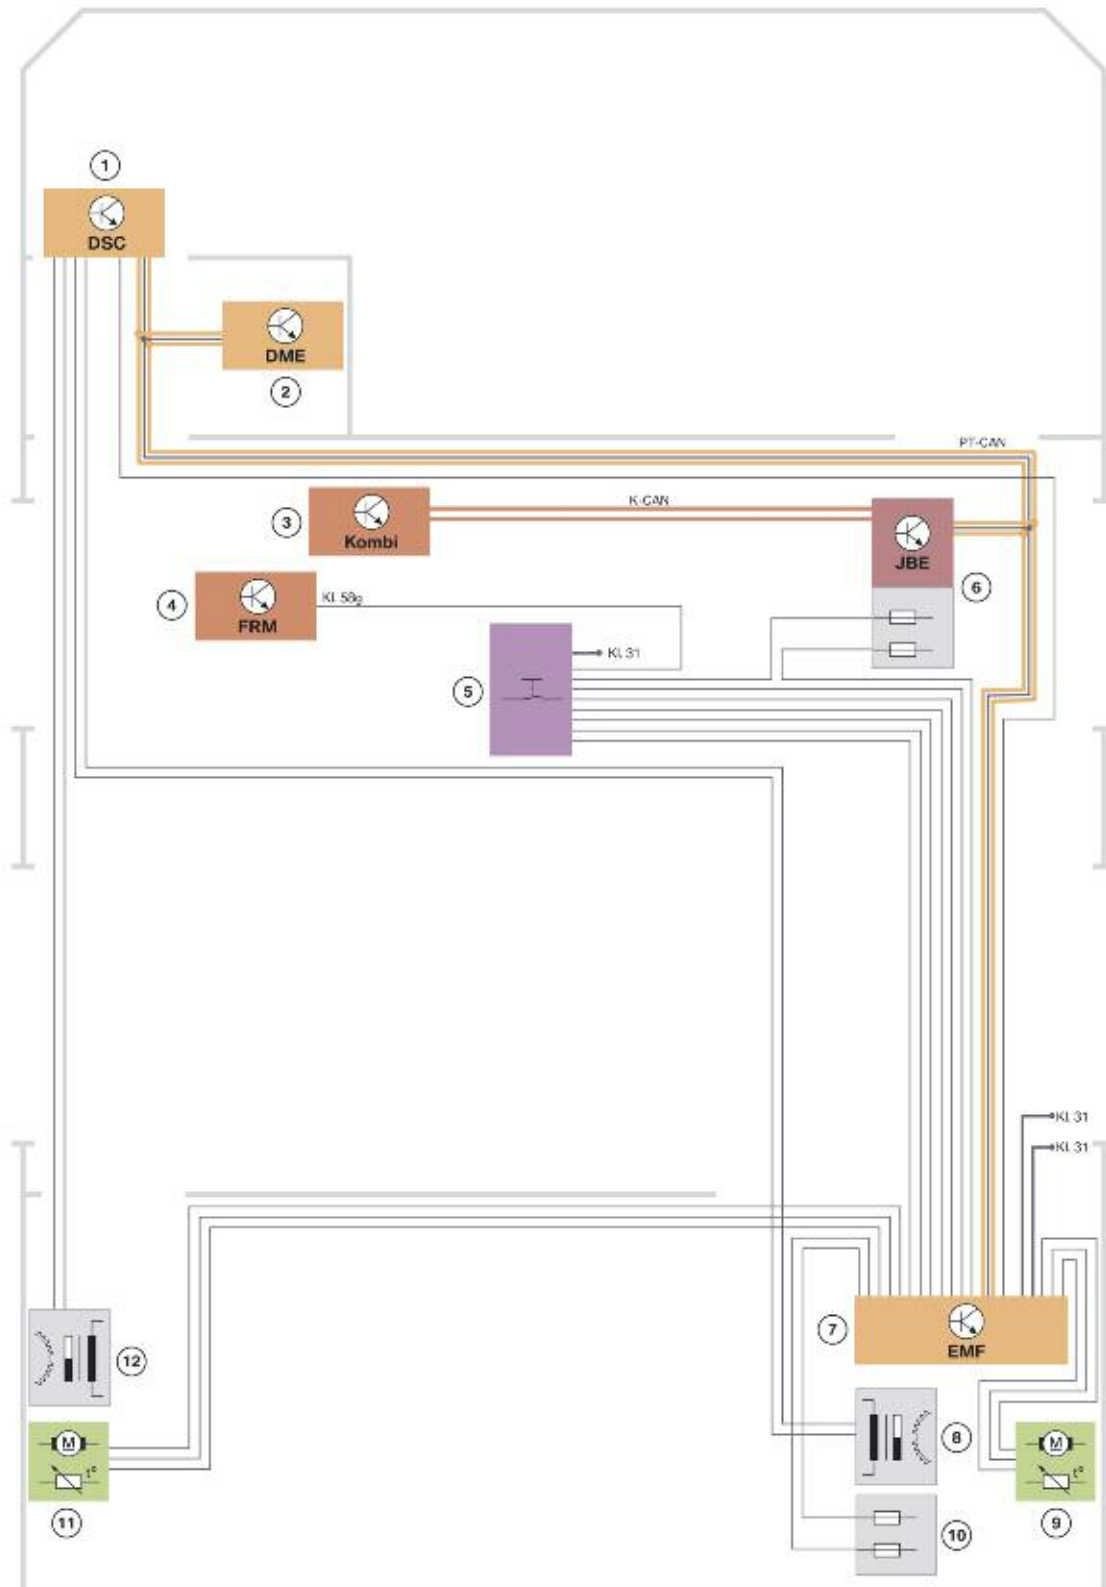 1
DSC
DME
2
PT-CAN
K-CAN
3
Kombi
JBE
6
4
Kl. 58g
FRM
Kl. 31
5
Kl. 31
Kl. 31
7
EMF
12
8
M
t°
11
M
t°
9
10